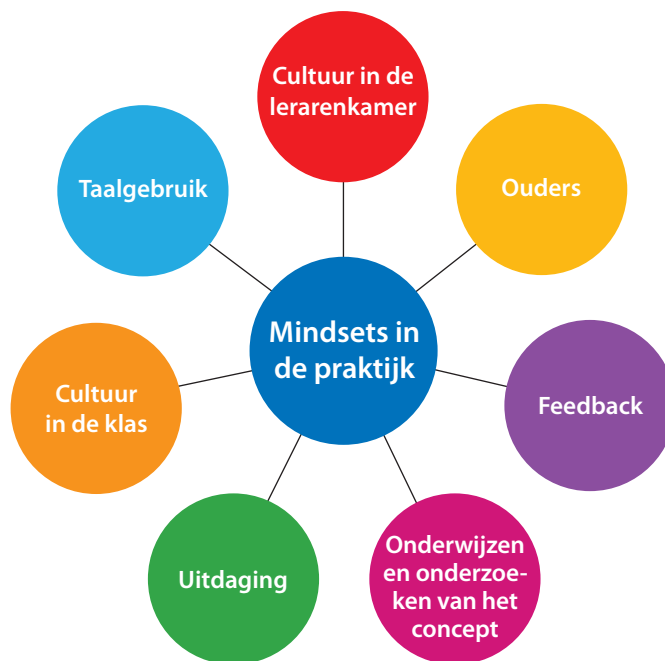 Cultuur in de
lerarenkamer
Ouders
Taalgebruik
Mindsets in
de praktijk
Feedback
Cultuur
in de klas
Onderwijzen
en onderzoe-
ken van het
concept
Uitdaging